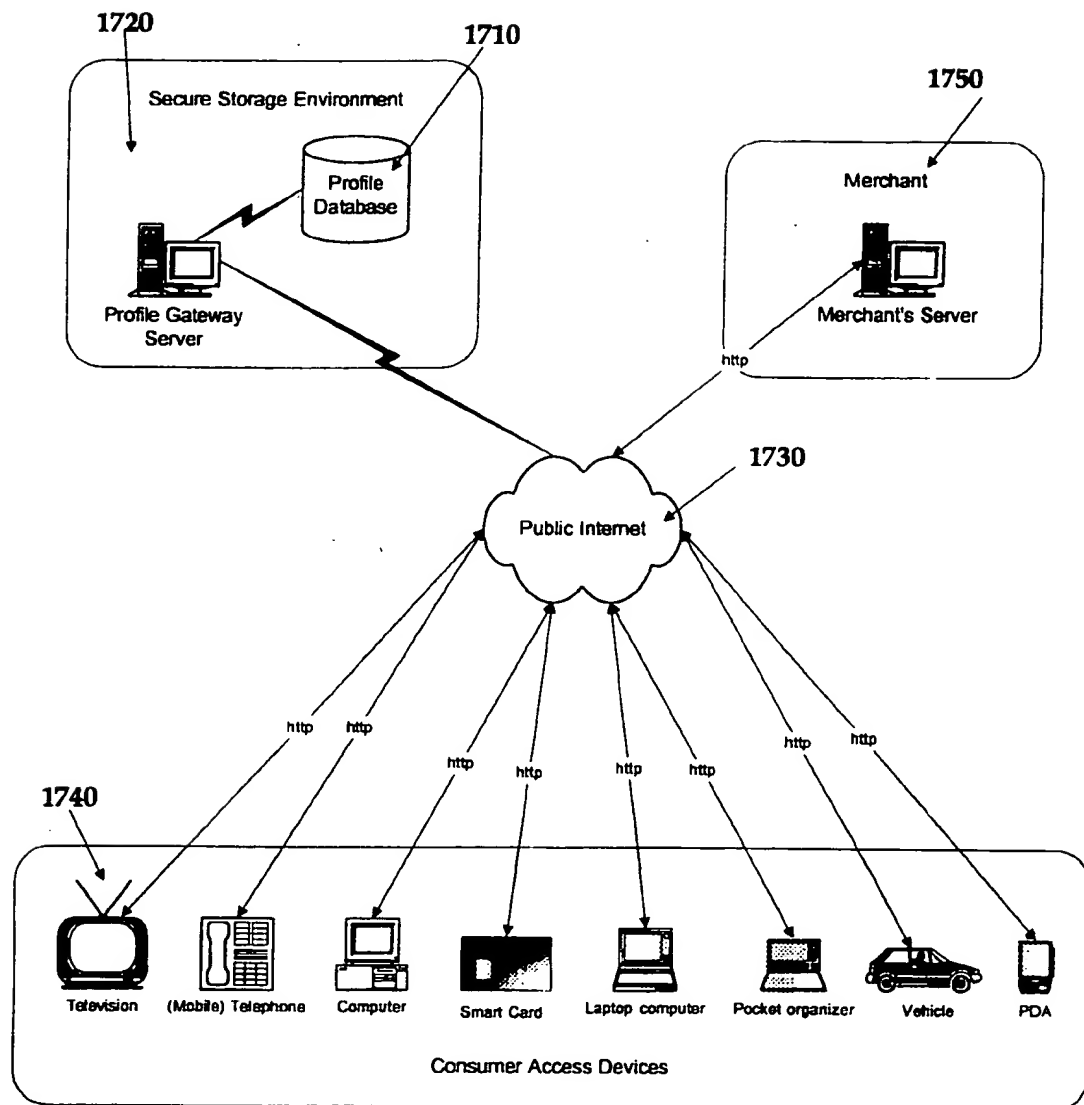 1720
1710
1750
Secure Storage Environment
Profile
Database
Profile Gateway
Server
Merchant
Merchant's Server
http
1730
Public Internet
http
http
http
http
http
http
http
http
1740
Television
(Mobile) Telephone
Computer
Smart Card
Laptop computer
Pocket organizer
Vehicle
PDA
Consumer Access Devices